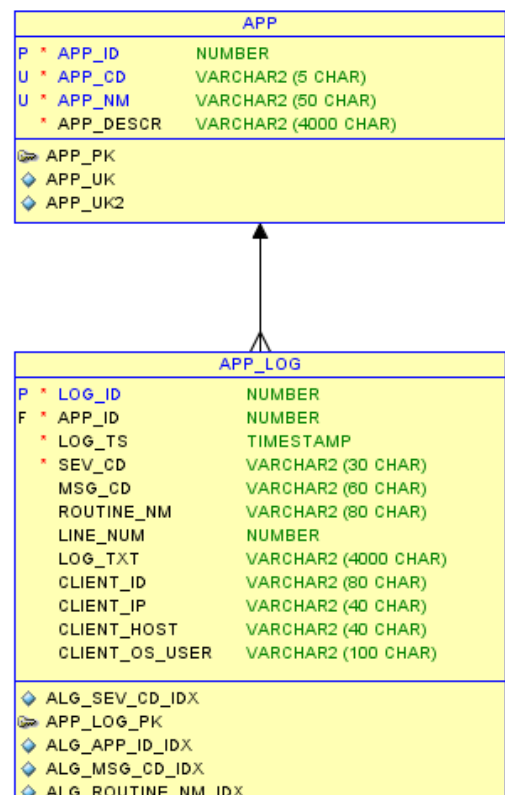 APP
P * APP_ID NUMBER
U * APP_CD VARCHAR2 (5 CHAR)
U * APP_NM VARCHAR2 (50 CHAR)
* APP_DESCR VARCHAR2 (4000 CHAR)
APP_PK
APP_UK
APP_UK2
APP_LOG
P * LOG_ID NUMBER
F * APP_ID NUMBER
* LOG_TS TIMESTAMP
* SEV_CD VARCHAR2 (30 CHAR)
MSG_CD VARCHAR2 (60 CHAR)
ROUTINE_NM VARCHAR2 (80 CHAR)
LINE_NUM NUMBER
LOG_TXT VARCHAR2 (4000 CHAR)
CLIENT_ID VARCHAR2 (80 CHAR)
CLIENT_IP VARCHAR2 (40 CHAR)
CLIENT_HOST VARCHAR2 (40 CHAR)
CLIENT_OS_USER VARCHAR2 (100 CHAR)
ALG_SEV_CD_IDX
APP_LOG_PK
ALG_APP_ID_IDX
ALG_MSG_CD_IDX
ALG_ROUTINE_NM_IDX